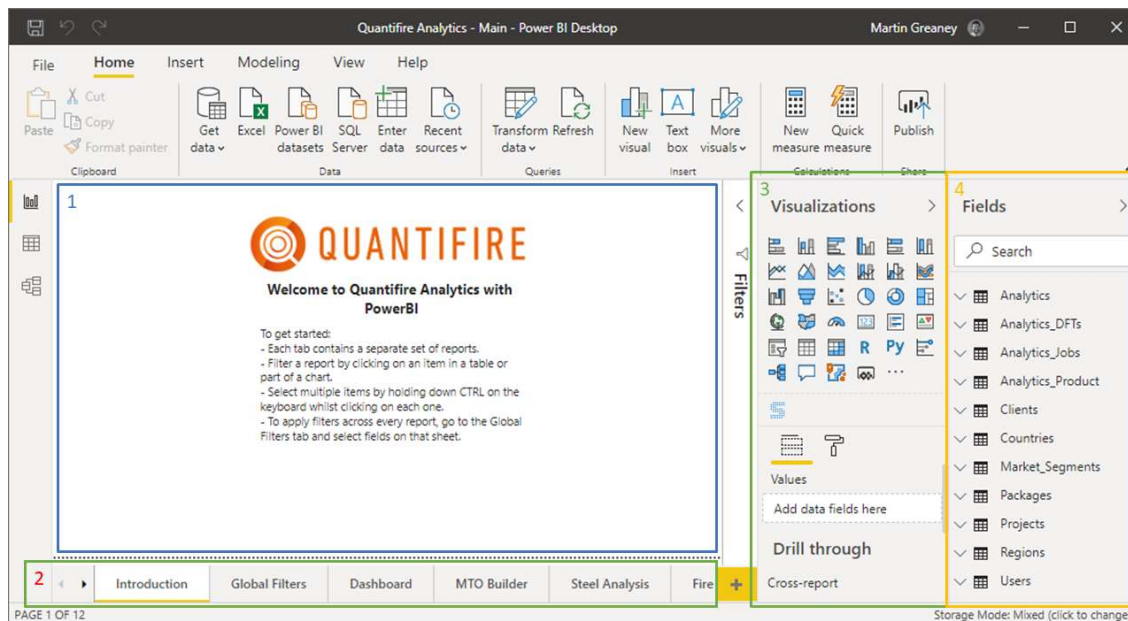 Quantifire Analytics - Main - Power BI Desktop
Martin Greaney
File
Home
Insert
Modeling
View
Help
Paste
Cut
Copy
Format painter
Clipboard
Get data
Excel
Power BI datasets
SQL Server
Enter data
Recent sources
Data
Transform data
Refresh
Queries
New visual
Text box
More visuals
Insert
New measure
Quick measure
Calculations
Publish
Share
1
QUANTIFIRE
Welcome to Quantifire Analytics with
PowerBI
To get started:
- Each tab contains a separate set of reports.
- Filter a report by clicking on an item in a table or
part of a chart.
- Select multiple items by holding down CTRL on the
keyboard whilst clicking on each one.
- To apply filters across every report, go to the Global
Filters tab and select fields on that sheet.
Filters
3
Visualizations
123
R
Py
Values
Add data fields here
Drill through
Cross-report
4
Fields
Search
Analytics
Analytics_DFTs
Analytics_Jobs
Analytics_Product
Clients
Countries
Market_Segments
Packages
Projects
Regions
Users
2
Introduction
Global Filters
Dashboard
MTO Builder
Steel Analysis
Fire
PAGE 1 OF 12
Storage Mode: Mixed (click to change